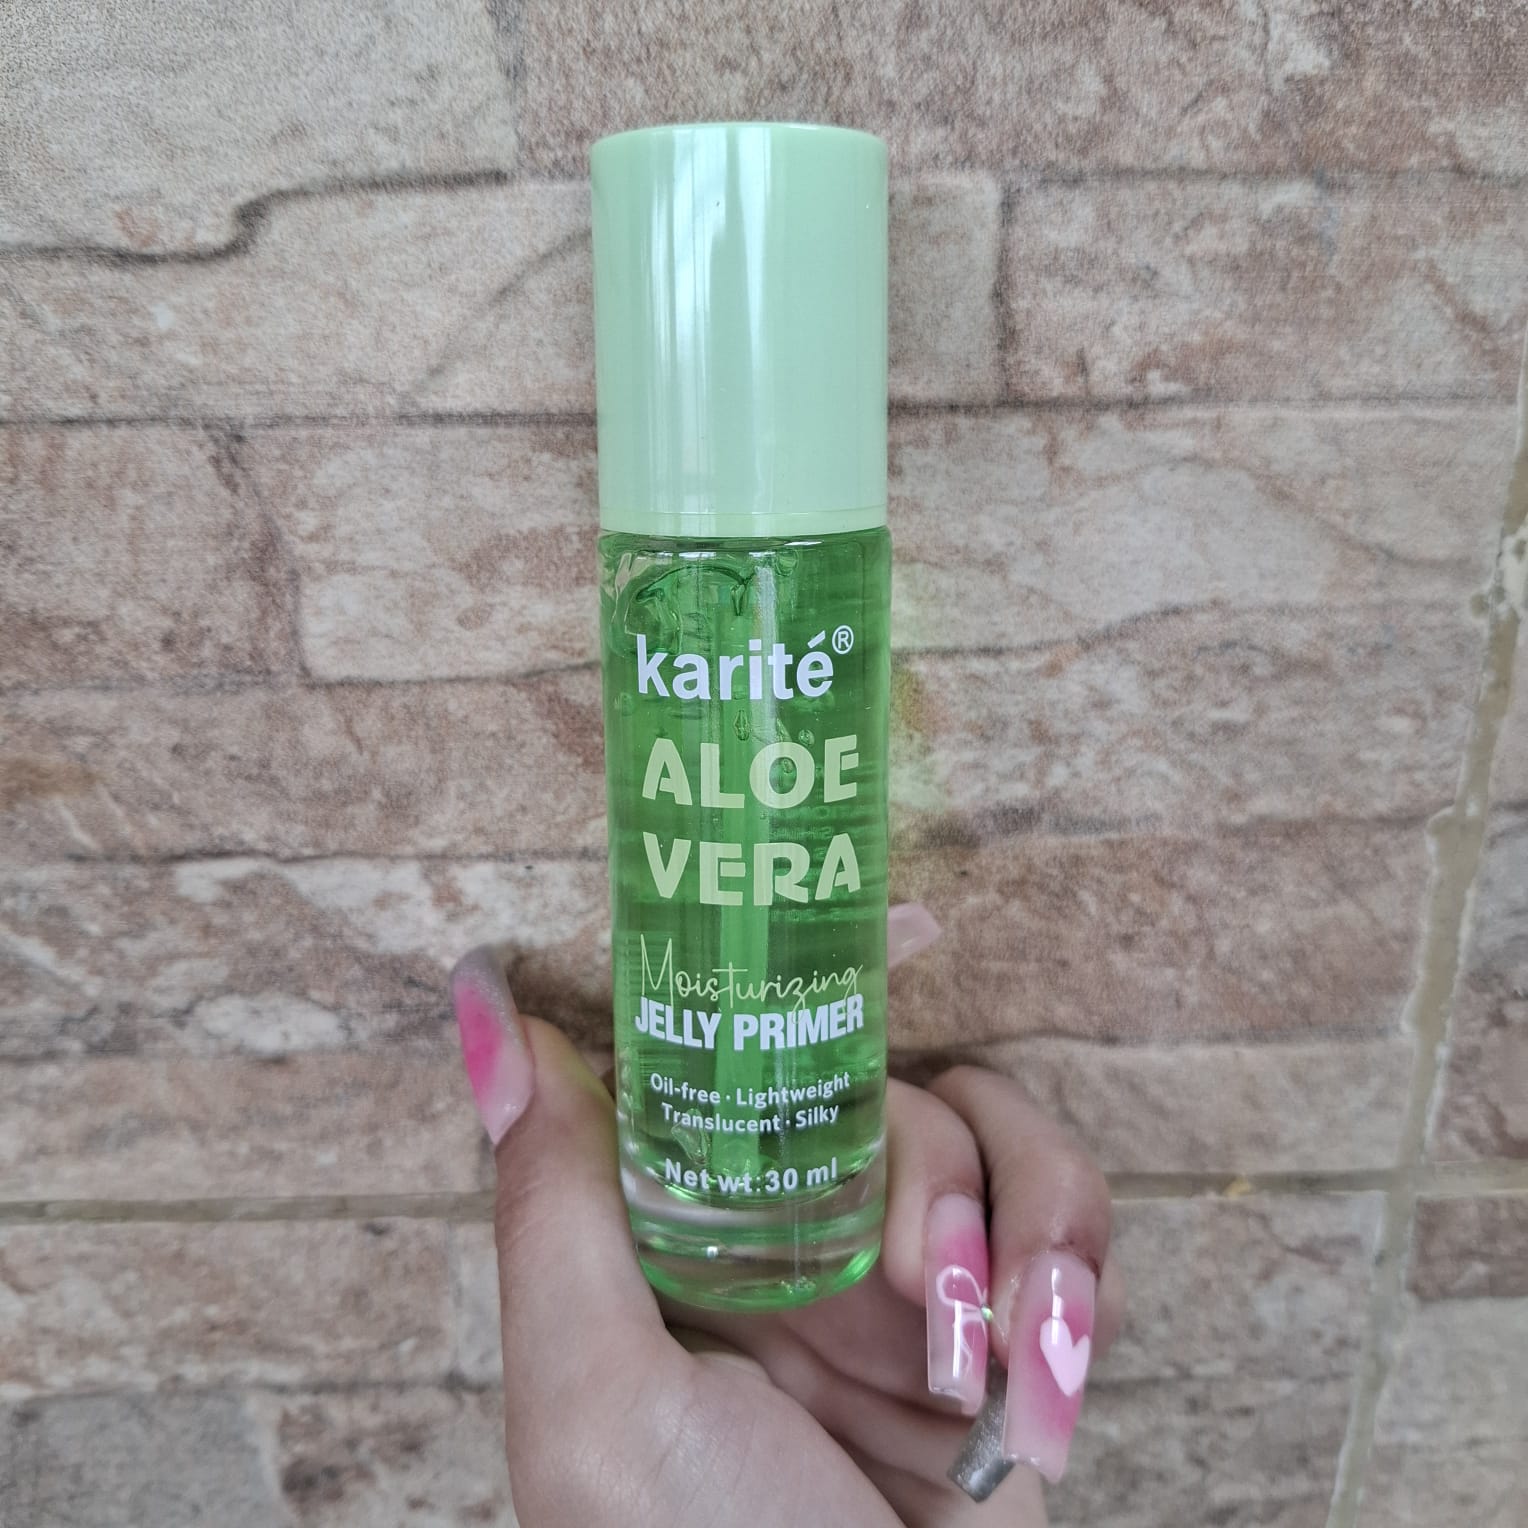 karité®
ALOE
VERA
Moisturizing
JELLY PRIMER
Oil-free · Lightweight
Translucent · Silky
Net wt: 30 ml